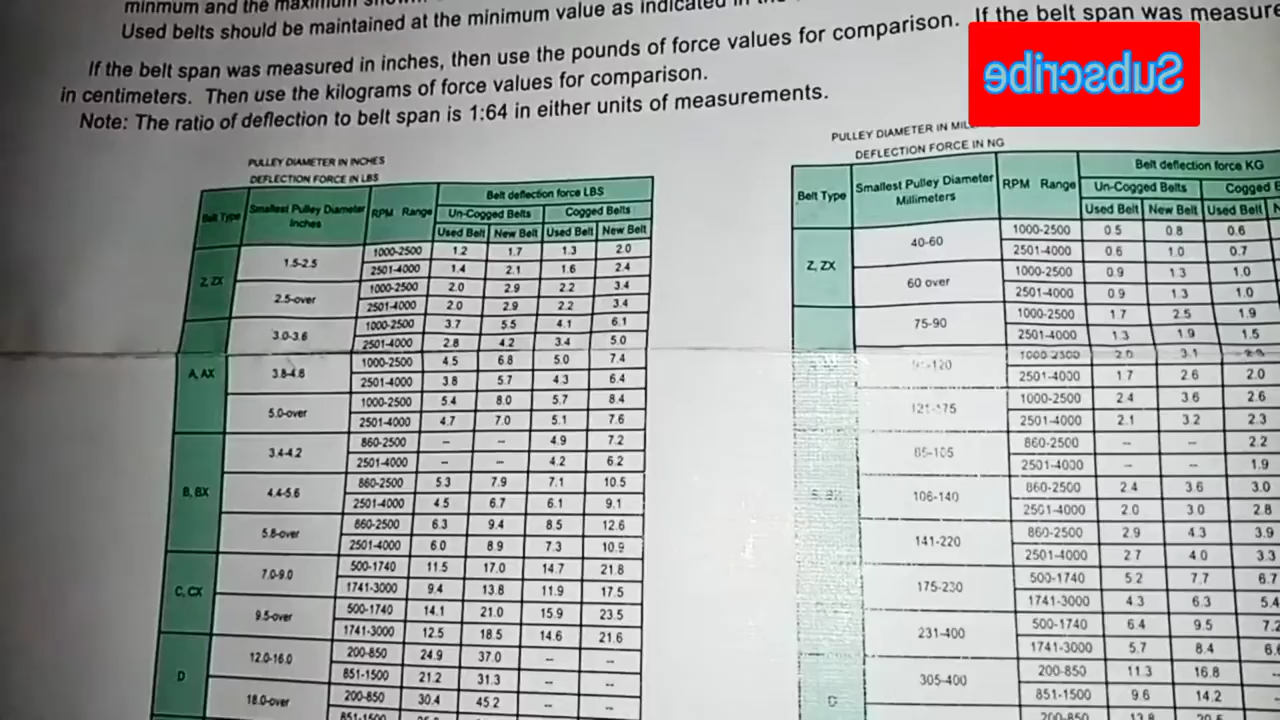 minmum and the maximum
Used belts should be maintained at the minimum value as indicated in the
If the belt span was measured in inches, then use the pounds of force values for comparison. If the belt span was measure
in centimeters. Then use the kilograms of force values for comparison.
Note: The ratio of deflection to belt span is 1:64 in either units of measurements.
Subscribe
PULLEY DIAMETER IN INCHES
DEFLECTION FORCE IN LBS
Belt Type Smallest Pulley Diameter Inches RPM Range Belt deflection force LBS
Un-Cogged Belts Cogged Belts
Used Belt New Belt Used Belt New Belt
Z, ZX 1.5-2.5 1000-2500 1.2 1.7 1.3 2.0
2501-4000 1.4 2.1 1.6 2.4
2.5-over 1000-2500 2.0 2.9 2.2 3.4
2501-4000 2.0 2.9 2.2 3.4
A, AX 3.0-3.6 1000-2500 3.7 5.5 4.1 6.1
2501-4000 2.8 4.2 3.4 5.0
3.8-4.8 1000-2500 4.5 6.8 5.0 7.4
2501-4000 3.8 5.7 4.3 6.4
5.0-over 1000-2500 5.4 8.0 5.7 8.4
2501-4000 4.7 7.0 5.1 7.6
B, BX 3.4-4.2 860-2500 -- -- 4.9 7.2
2501-4000 -- -- 4.2 6.2
4.4-5.6 860-2500 5.3 7.9 7.1 10.5
2501-4000 4.5 6.7 6.1 9.1
5.8-over 860-2500 6.3 9.4 8.5 12.6
2501-4000 6.0 8.9 7.3 10.9
C, CX 7.0-9.0 500-1740 11.5 17.0 14.7 21.8
1741-3000 9.4 13.8 11.9 17.5
9.5-over 500-1740 14.1 21.0 15.9 23.5
1741-3000 12.5 18.5 14.6 21.6
D 12.0-16.0 200-850 24.9 37.0 -- --
851-1500 21.2 31.3 -- --
18.0-over 200-850 30.4 45.2 -- --
851-1500
PULLEY DIAMETER IN
DEFLECTION FORCE IN NG
Belt Type Smallest Pulley Diameter Millimeters RPM Range Belt deflection force KG
Un-Cogged Belts Cogged
Used Belt New Belt Used Belt
Z, ZX 40-60 1000-2500 0.5 0.8 0.6
2501-4000 0.6 1.0 0.7
60 over 1000-2500 0.9 1.3 1.0
2501-4000 0.9 1.3 1.0
75-90 1000-2500 1.7 2.5 1.9
2501-4000 1.3 1.9 1.5
1000-2500 2.0 3.1
2501-4000 1.7 2.6 2.0
121-175 1000-2500 2.4 3.6 2.6
2501-4000 2.1 3.2 2.3
85-105 860-2500 -- -- 2.2
2501-4000 -- -- 1.9
106-140 860-2500 2.4 3.6 3.0
2501-4000 2.0 3.0 2.8
141-220 860-2500 2.9 4.3 3.9
2501-4000 2.7 4.0 3.3
175-230 500-1740 5.2 7.7 6.7
1741-3000 4.3 6.3 5.4
231-400 500-1740 6.4 9.5 7.2
1741-3000 5.7 8.4
D 305-400 200-850 11.3 16.8
851-1500 9.6 14.2
200-850